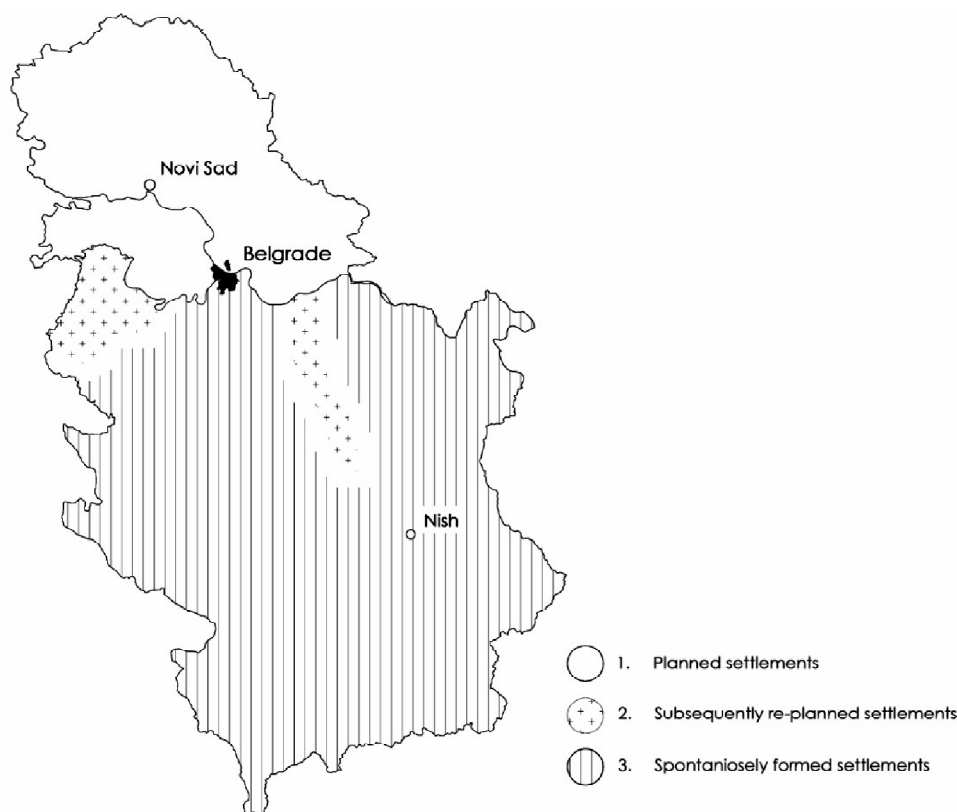 Novi Sad
Belgrade
Nish
1. Planned settlements
2. Subsequently re-planned settlements
3. Spontaniosely formed settlements